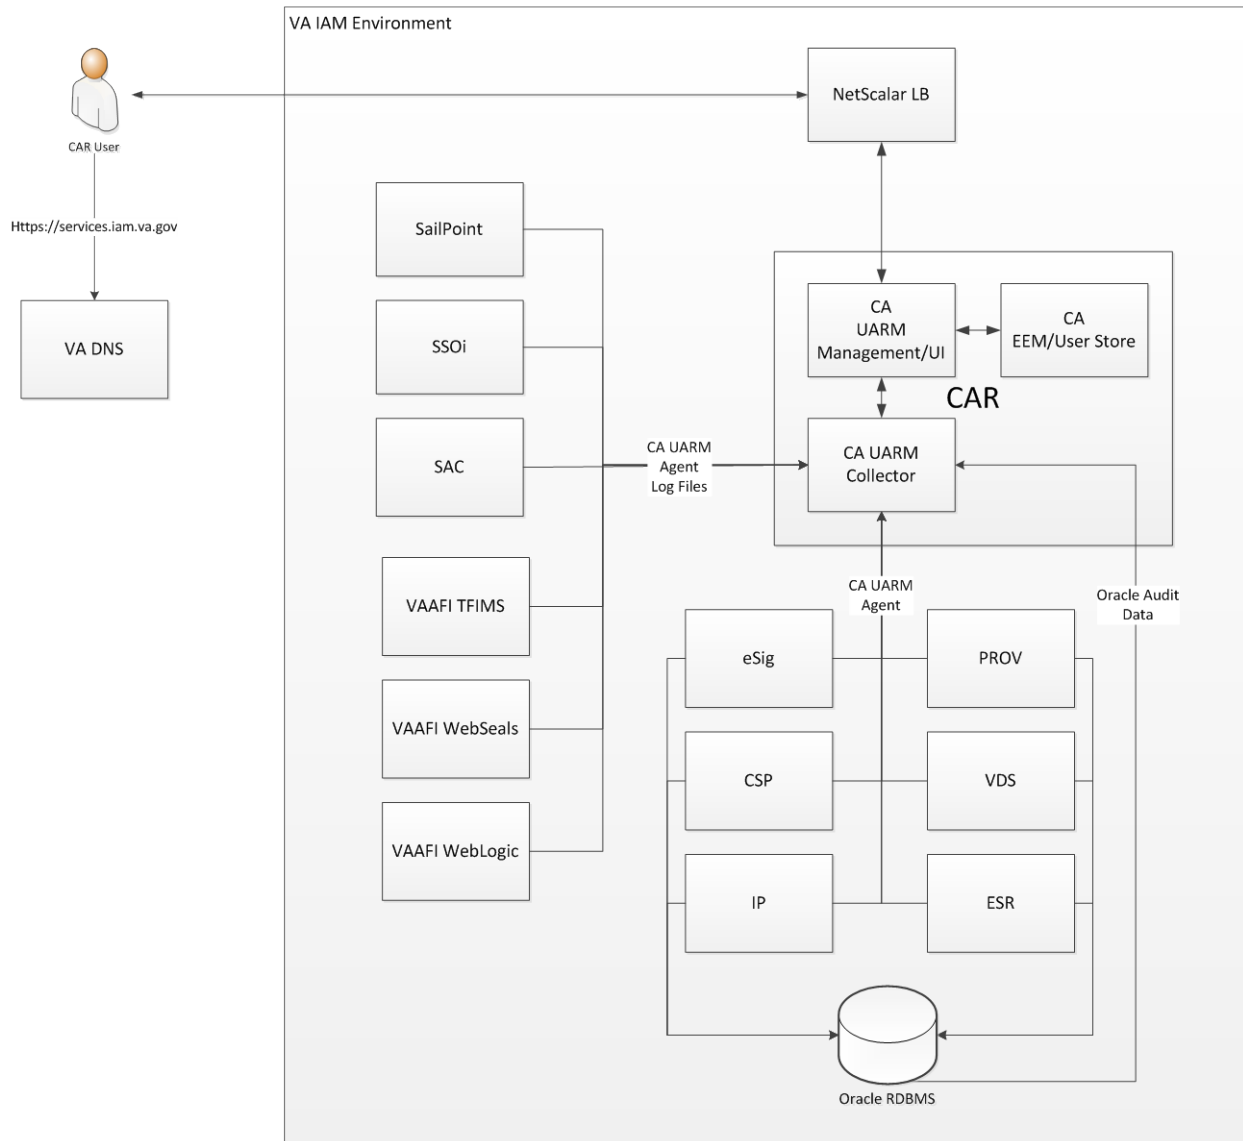 VA IAM Environment
NetScalar LB
CAR User
Https://services.iam.va.gov
VA DNS
SailPoint
SSOi
SAC
VAAFI TFIMS
VAAFI WebSeals
VAAFI WebLogic
CA UARM
Agent
Log Files
CA
UARM
Management/UI
CA
EEM/User Store
CAR
CA UARM
Collector
CA UARM
Agent
Oracle Audit
Data
eSig
PROV
CSP
VDS
IP
ESR
Oracle RDBMS